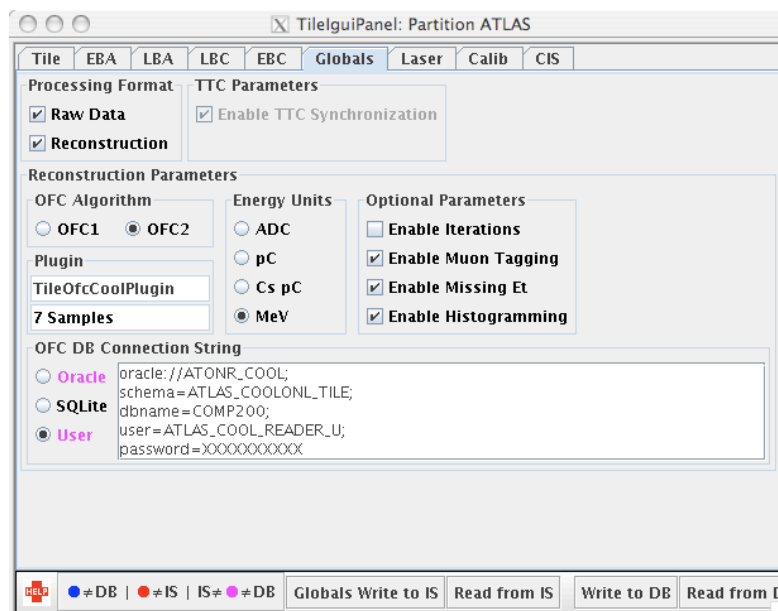 TileIguiPanel: Partition ATLAS
Tile EBA LBA LBC EBC Globals Laser Calib CIS
Processing Format TTC Parameters
Raw Data Enable TTC Synchronization
Reconstruction
Reconstruction Parameters
OFC Algorithm Energy Units Optional Parameters
OFC1 OFC2 ADC Enable Iterations
Plugin pC Enable Muon Tagging
TileOfcCoolPlugin Cs pC Enable Missing Et
7 Samples MeV Enable Histogramming
OFC DB Connection String
Oracle oracle://ATONR_COOL;
schema=ATLAS_COOLONL_TILE;
SQLite dbname=COMP200;
User user=ATLAS_COOL_READER_U;
password=XXXXXXXXXX
HELP ≠DB | ≠IS | IS≠ ≠DB Globals Write to IS Read from IS Write to DB Read from